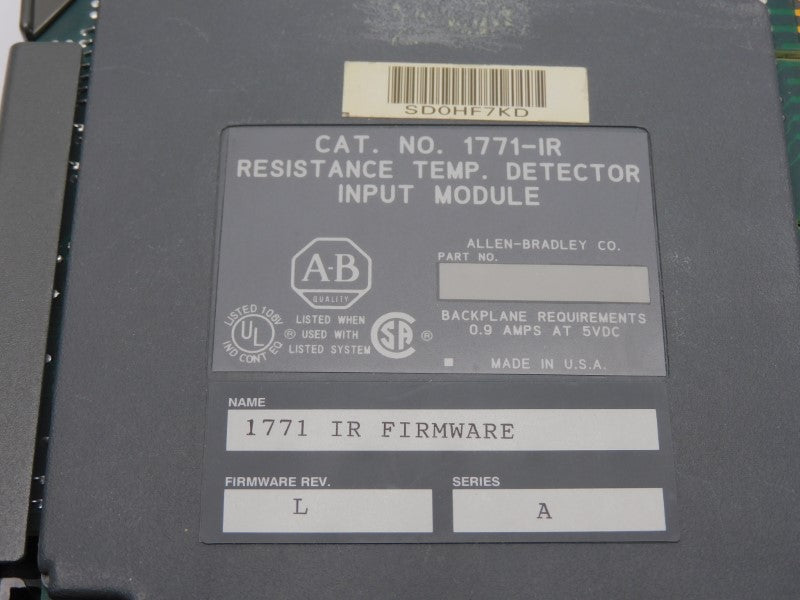 SD0HF7KD
CAT. NO. 1771-IR
RESISTANCE TEMP. DETECTOR
INPUT MODULE
ALLEN-BRADLEY CO.
PART NO.
A-B
QUALITY
BACKPLANE REQUIREMENTS
0.9 AMPS AT 5VDC
LISTED 108V
UL
IND CONT EQ
®
LISTED WHEN
USED WITH
LISTED SYSTEM
SA ®
MADE IN U.S.A.
NAME
1771 IR FIRMWARE
FIRMWARE REV.
L
SERIES
A